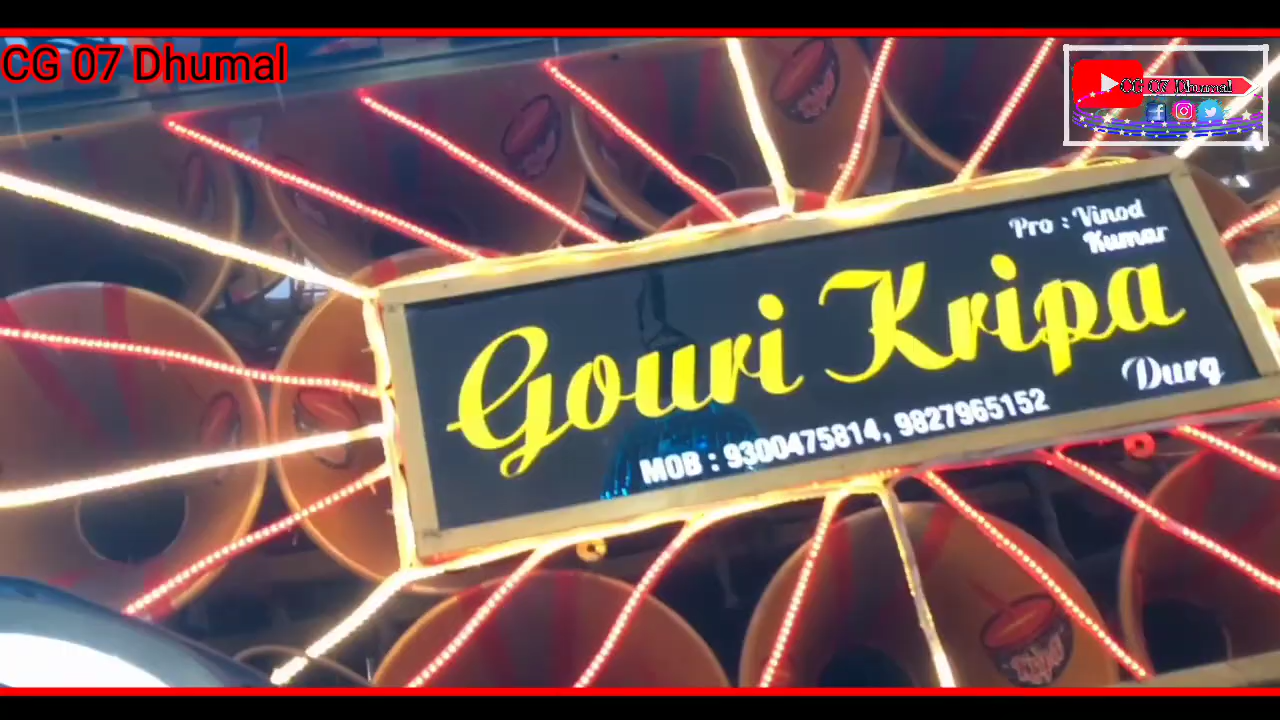 CG 07 Dhumal
CG 07 Dhumal
Pro : Vinod
Kumar
Gouri Kripa
Durg
MOB : 9300475814, 9827965152